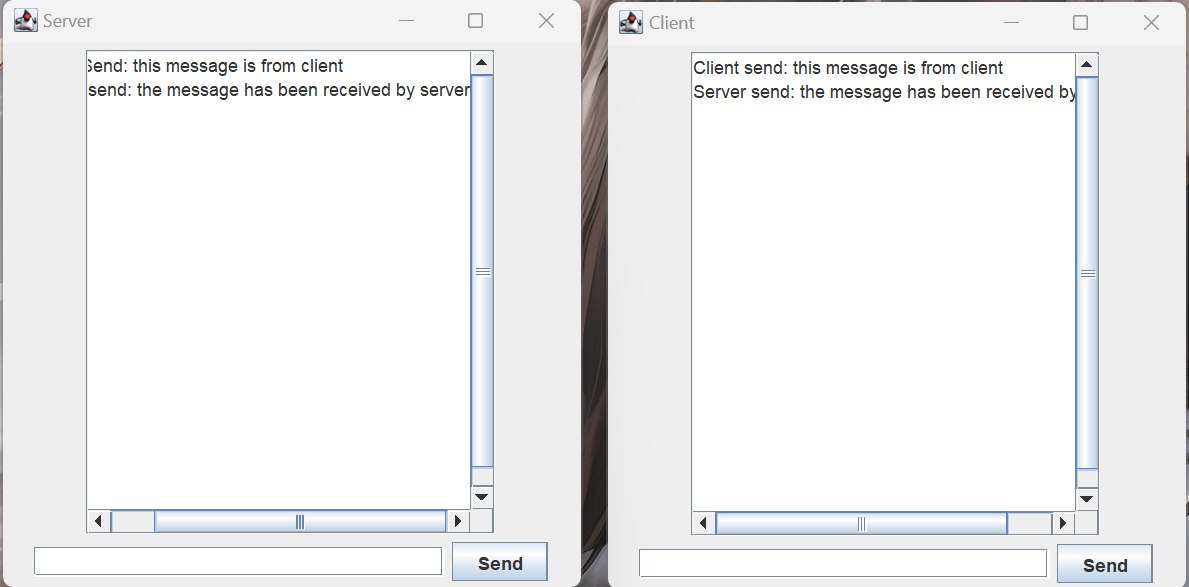 Server
Send: this message is from client
send: the message has been received by server
Send
Client
Client send: this message is from client
Server send: the message has been received by
Send